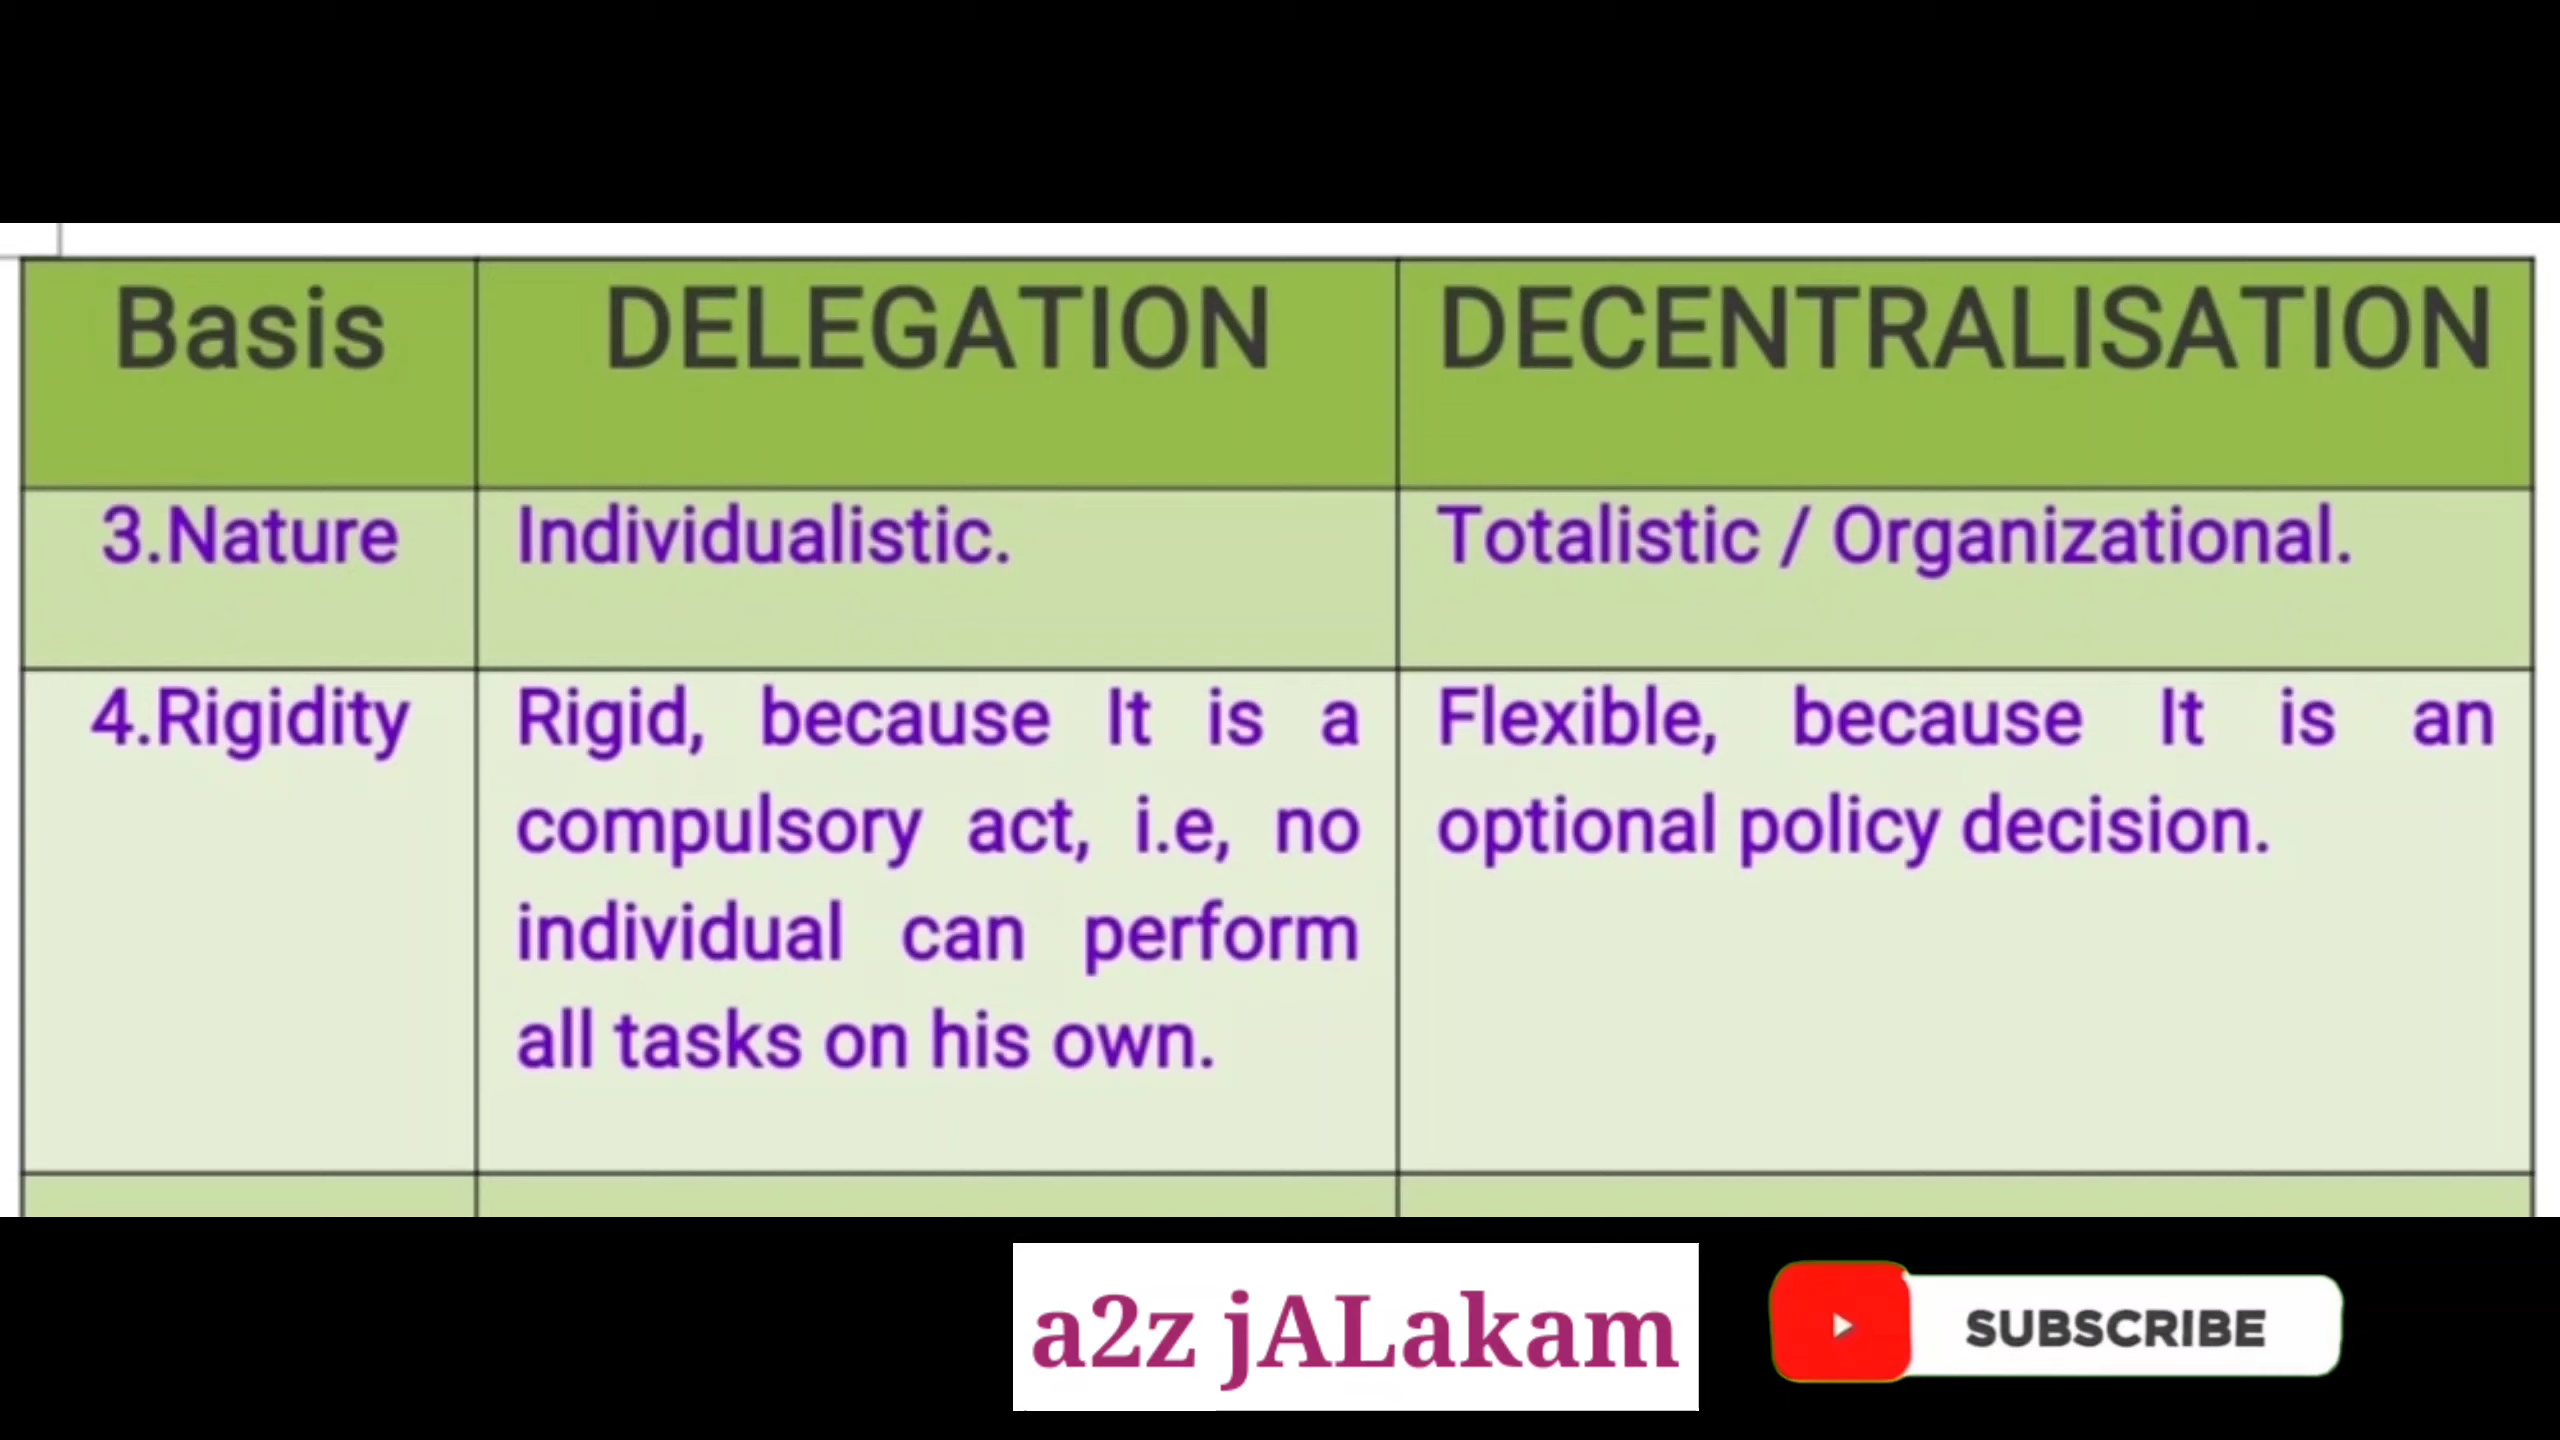 Basis DELEGATION DECENTRALISATION
3.Nature Individualistic. Totalistic / Organizational.
4.Rigidity Rigid, because It is a Flexible, because It is an
compulsory act, i.e, no optional policy decision.
individual can perform
all tasks on his own.
a2z jALakam SUBSCRIBE